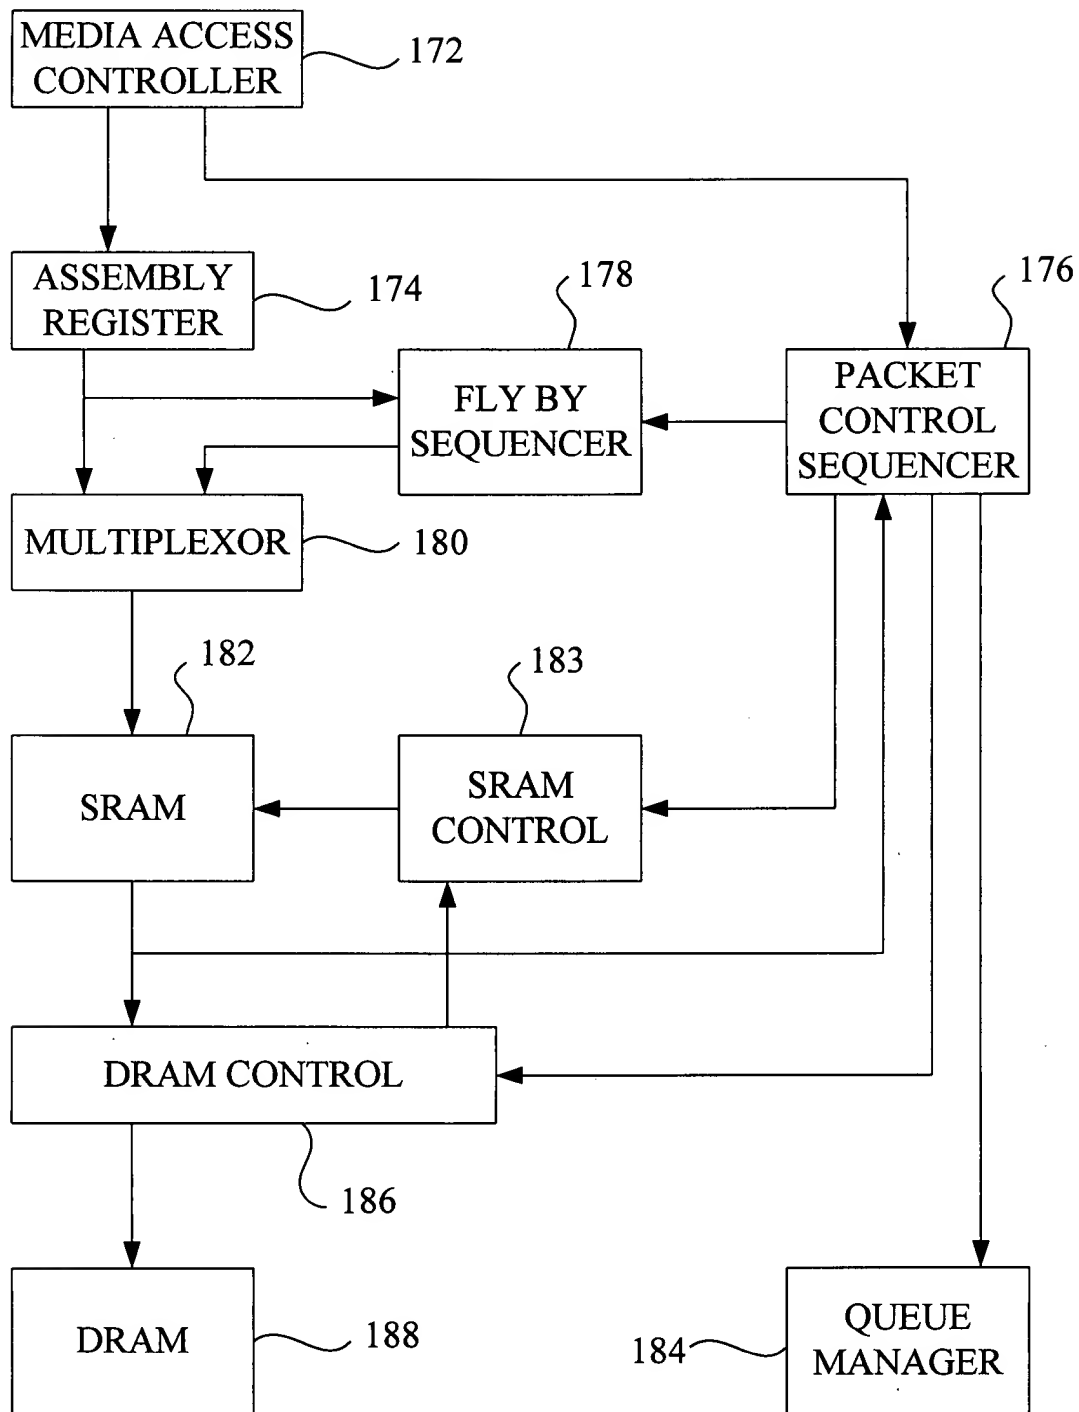 MEDIA ACCESS
CONTROLLER
172
ASSEMBLY
REGISTER
174
178
176
FLY BY
SEQUENCER
PACKET
CONTROL
SEQUENCER
MULTIPLEXOR
180
182
183
SRAM
SRAM
CONTROL
DRAM CONTROL
186
DRAM
188
184
QUEUE
MANAGER